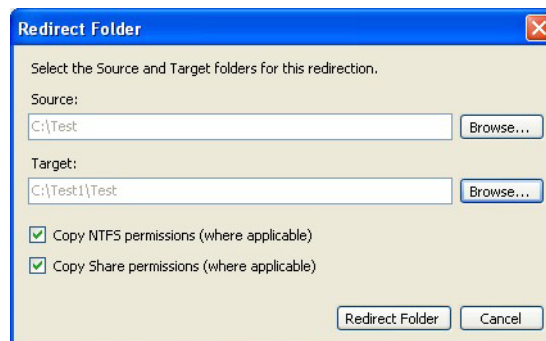 Redirect Folder
Select the Source and Target folders for this redirection.
Source:
C:\Test
Browse...
Target:
C:\Test1\Test
Browse...
Copy NTFS permissions (where applicable)
Copy Share permissions (where applicable)
Redirect Folder Cancel